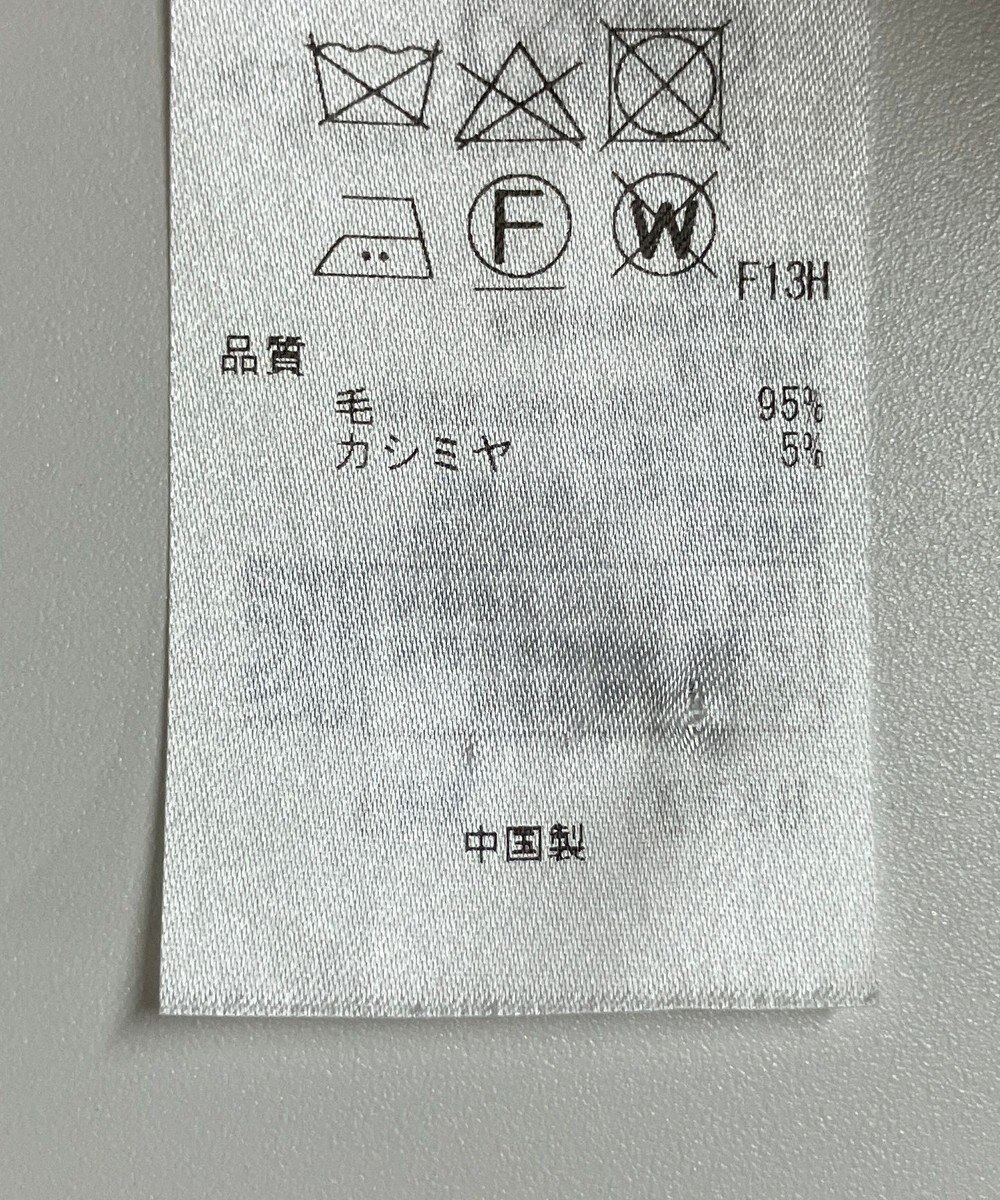 F W F13H
品質
毛 95%
カシミヤ 5%
中国製